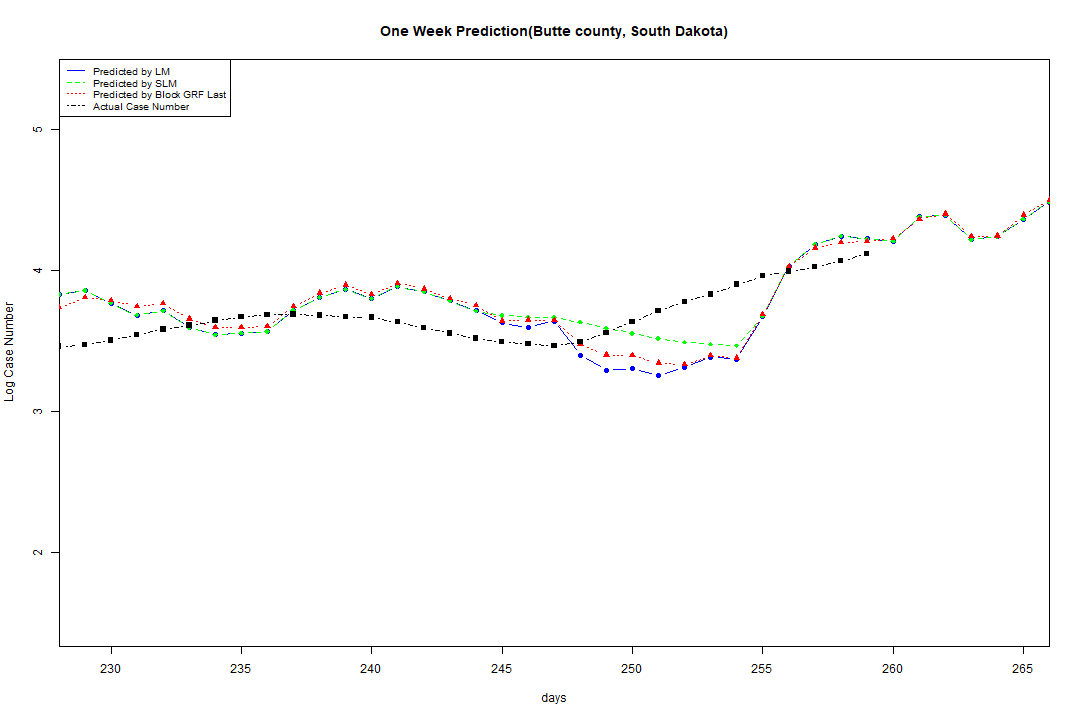 One Week Prediction(Butte county, South Dakota)
Predicted by LM
Predicted by SLM
Predicted by Block GRF Last
Actual Case Number
5
4
3
2
Log Case Number
230 235 240 245 250 255 260 265
days